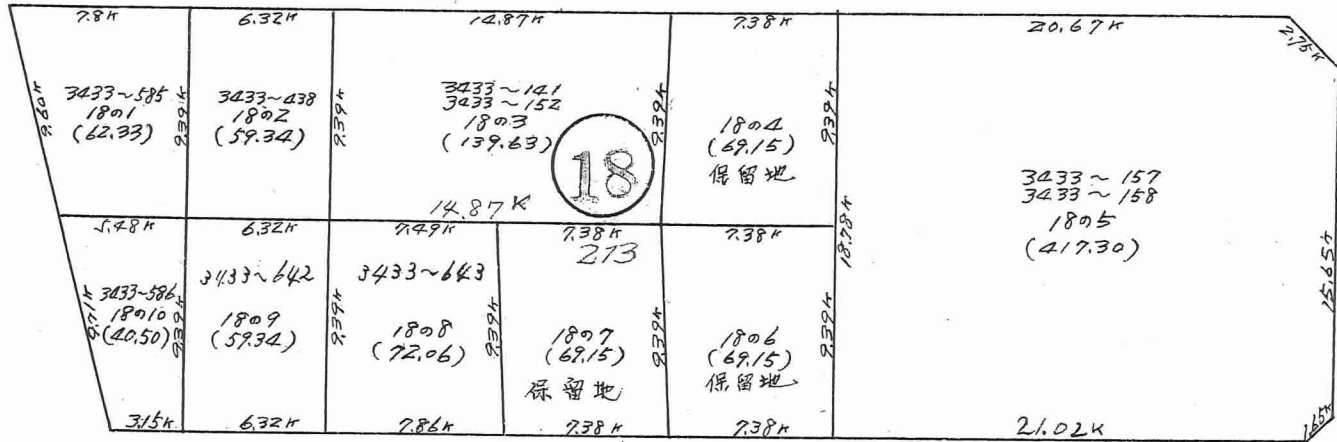 7.8K
6.32K
14.87K
7.38K
20.67K
2.75K
9.60K
3433~585
18の1
(62.33)
9.39K
3433~438
18の2
(59.34)
9.39K
3433~141
3433~152
18の3
(139.63)
9.39K
18
18の4
(69.15)
保留地
9.39K
3433~157
3433~158
18の5
(417.30)
14.87K
18.78K
15.65K
5.48K
6.32K
7.49K
7.38K
7.38K
273
9.71K
3433~586
18の10
(40.50)
9.39K
3433~642
18の9
(59.34)
9.39K
3433~643
18の8
(72.06)
9.39K
18の7
(69.15)
保留地
9.39K
18の6
(69.15)
保留地
9.39K
3.15K
6.32K
7.86K
7.38K
7.38K
21.02K
1.65K